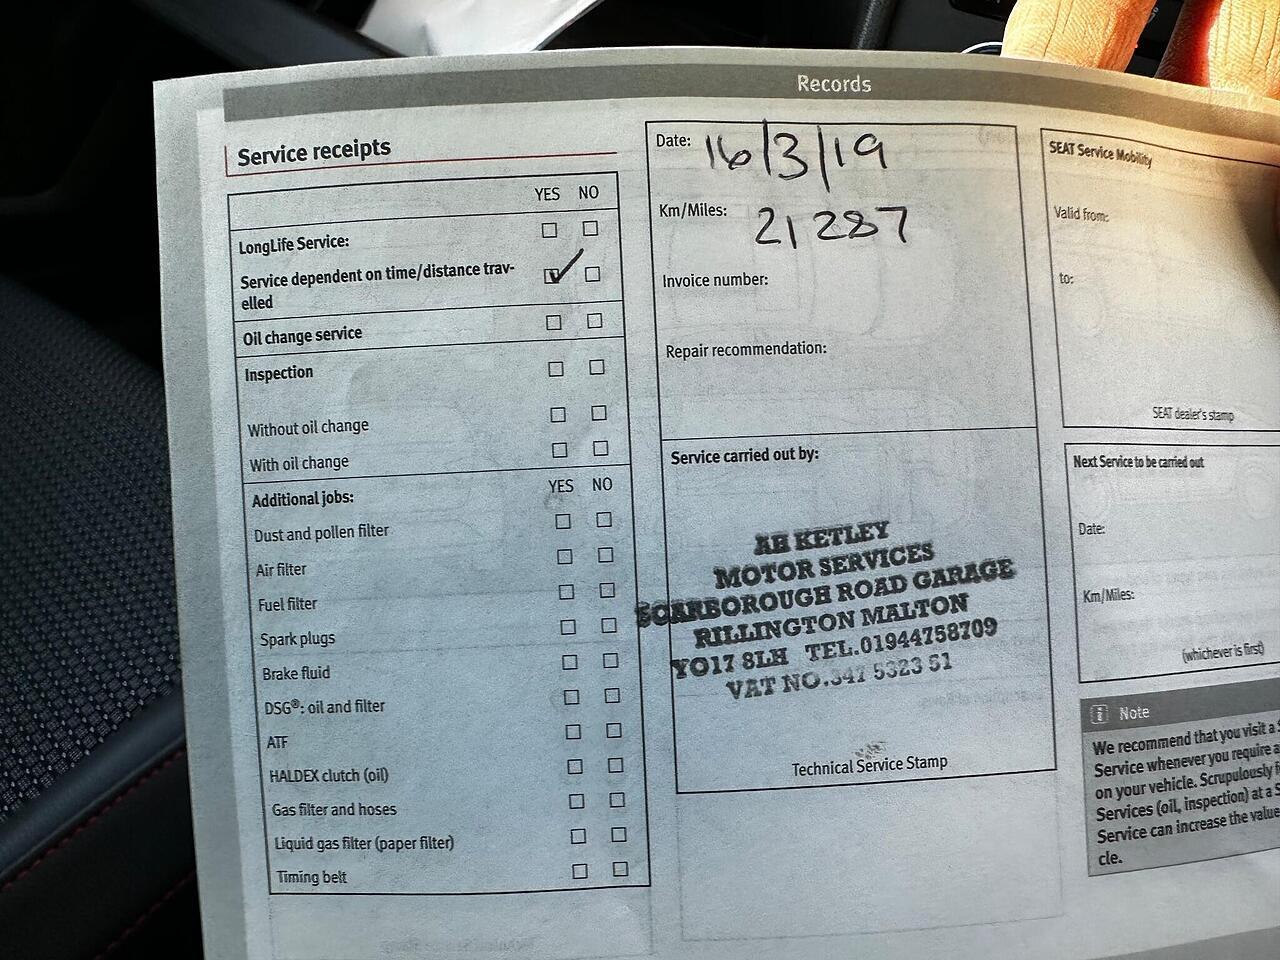 Records
Service receipts
YES NO
LongLife Service:
Service dependent on time/distance trav-
elled
Oil change service
Inspection
Without oil change
With oil change
Additional jobs: YES NO
Dust and pollen filter
Air filter
Fuel filter
Spark plugs
Brake fluid
DSG®: oil and filter
ATF
HALDEX clutch (oil)
Gas filter and hoses
Liquid gas filter (paper filter)
Timing belt
Date: 16/3/19
Km/Miles: 21287
Invoice number:
Repair recommendation:
Service carried out by:
AH KETLEY
MOTOR SERVICES
SCARBOROUGH ROAD GARAGE
RILLINGTON MALTON
YO17 8LH TEL.01944758709
VAT NO.347 5323 51
Technical Service Stamp
SEAT Service Mobility
Valid from:
to:
SEAT dealer's stamp
Next Service to be carried out
Date:
Km/Miles:
(whichever is first)
i Note
We recommend that you visit a
Service whenever you require
on your vehicle. Scrupulously
Services (oil, inspection) at a
Service can increase the value
cle.